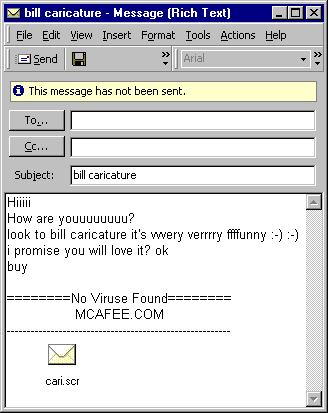 bill caricature - Message (Rich Text)
File Edit View Insert Format Tools Actions Help
Send Arial
This message has not been sent.
To...
Cc...
Subject: bill caricature
Hiiiii
How are youuuuuuuu?
look to bill caricature it's vvvery verrrry ffffunny :-) :-)
i promise you will love it? ok
buy
========No Viruse Found========
MCAFEE.COM
---------------------------------------------------------
cari.scr